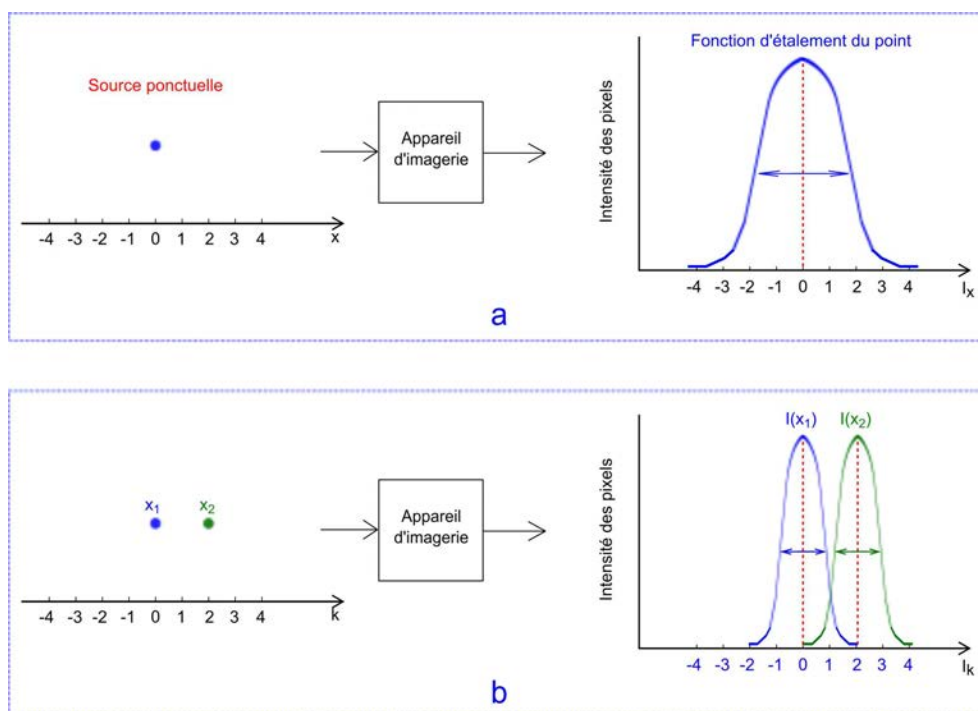 Source ponctuelle
-4 -3 -2 -1 0 1 2 3 4
x
Appareil
d'imagerie
Fonction d'étalement du point
Intensité des pixels
-4 -3 -2 -1 0 1 2 3 4
Iₓ
a
x₁ x₂
-4 -3 -2 -1 0 1 2 3 4
k
Appareil
d'imagerie
I(x₁) I(x₂)
Intensité des pixels
-4 -3 -2 -1 0 1 2 3 4
Iₖ
b